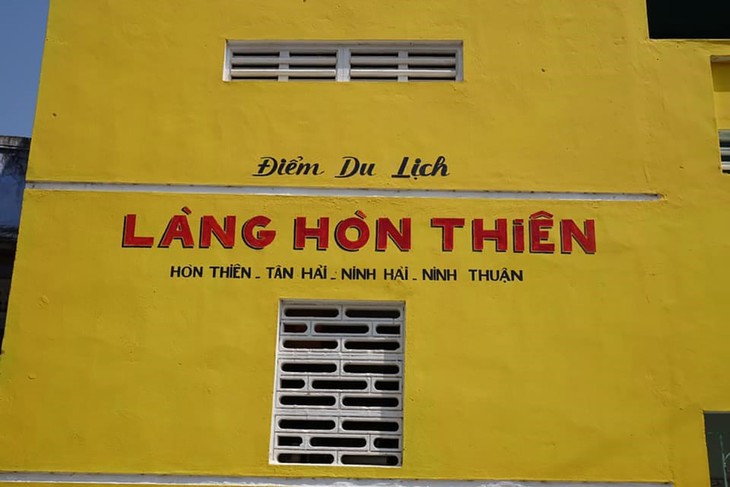 Điểm Du Lịch
LÀNG HÒN THIÊN
HÒN THIÊN - TÂN HẢI - NINH HẢI - NINH THUẬN